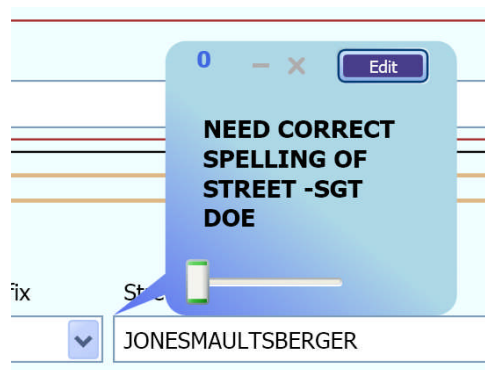 0
Edit
NEED CORRECT
SPELLING OF
STREET -SGT
DOE
fix
JONESMAULTSBERGER